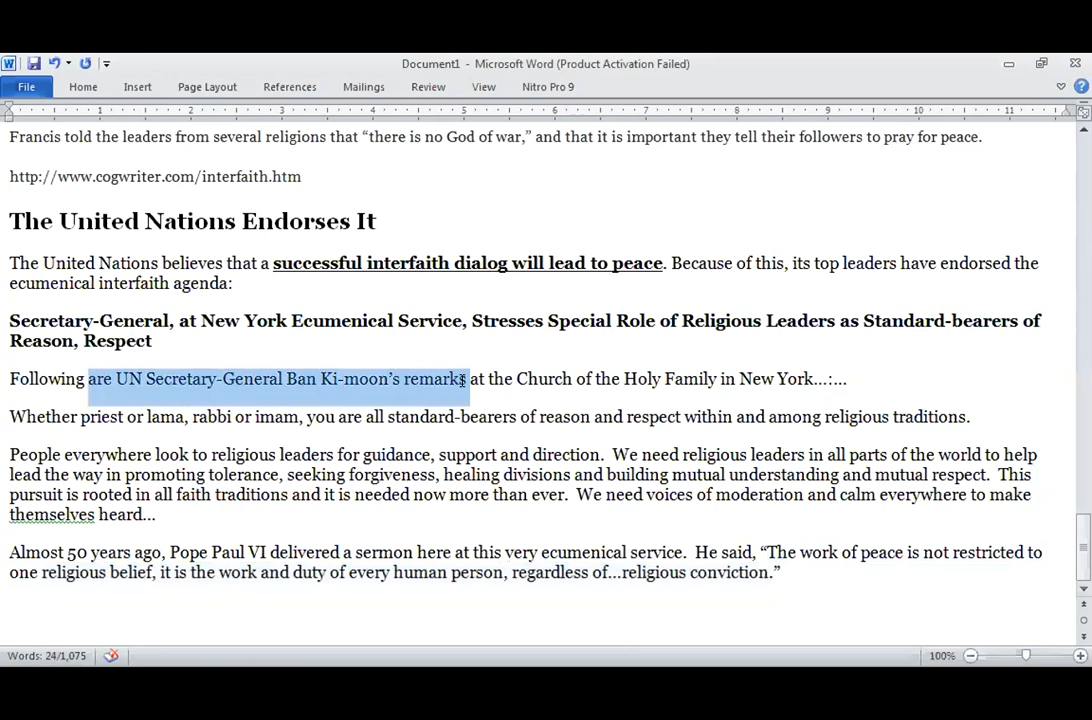 Document1 - Microsoft Word (Product Activation Failed)
File Home Insert Page Layout References Mailings Review View Nitro Pro 9
1 2 3 4 5 6 7 8 9 10 11
Francis told the leaders from several religions that “there is no God of war,” and that it is important they tell their followers to pray for peace.
http://www.cogwriter.com/interfaith.htm
The United Nations Endorses It
The United Nations believes that a successful interfaith dialog will lead to peace. Because of this, its top leaders have endorsed the
ecumenical interfaith agenda:
Secretary-General, at New York Ecumenical Service, Stresses Special Role of Religious Leaders as Standard-bearers of
Reason, Respect
Following are UN Secretary-General Ban Ki-moon’s remarks at the Church of the Holy Family in New York…:…
Whether priest or lama, rabbi or imam, you are all standard-bearers of reason and respect within and among religious traditions.
People everywhere look to religious leaders for guidance, support and direction.  We need religious leaders in all parts of the world to help
lead the way in promoting tolerance, seeking forgiveness, healing divisions and building mutual understanding and mutual respect.  This
pursuit is rooted in all faith traditions and it is needed now more than ever.  We need voices of moderation and calm everywhere to make
themselves heard…
Almost 50 years ago, Pope Paul VI delivered a sermon here at this very ecumenical service.  He said, “The work of peace is not restricted to
one religious belief, it is the work and duty of every human person, regardless of…religious conviction.”
Words: 24/1,075 100%